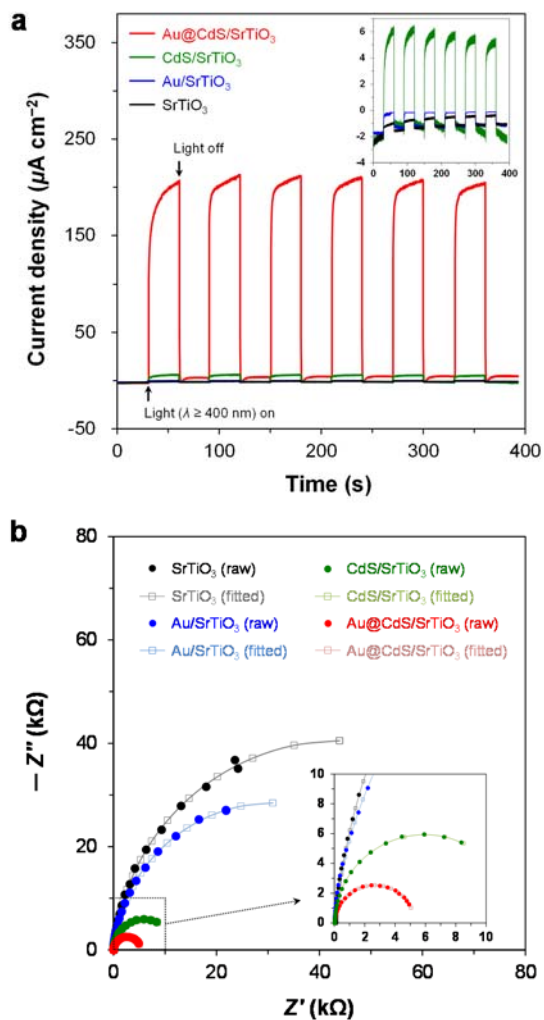 a
Au@CdS/SrTiO3
CdS/SrTiO3
Au/SrTiO3
SrTiO3
Light off
Light (λ ≥ 400 nm) on
350
250
150
50
-50
Current density (µA cm−2)
0
100
200
300
400
Time (s)
6
4
2
0
-2
-4
0 100 200 300 400
b
SrTiO3 (raw)
SrTiO3 (fitted)
Au/SrTiO3 (raw)
Au/SrTiO3 (fitted)
CdS/SrTiO3 (raw)
CdS/SrTiO3 (fitted)
Au@CdS/SrTiO3 (raw)
Au@CdS/SrTiO3 (fitted)
80
60
40
20
0
— Z″ (kΩ)
0
20
40
60
80
Z′ (kΩ)
10
8
6
4
2
0
0 2 4 6 8 10